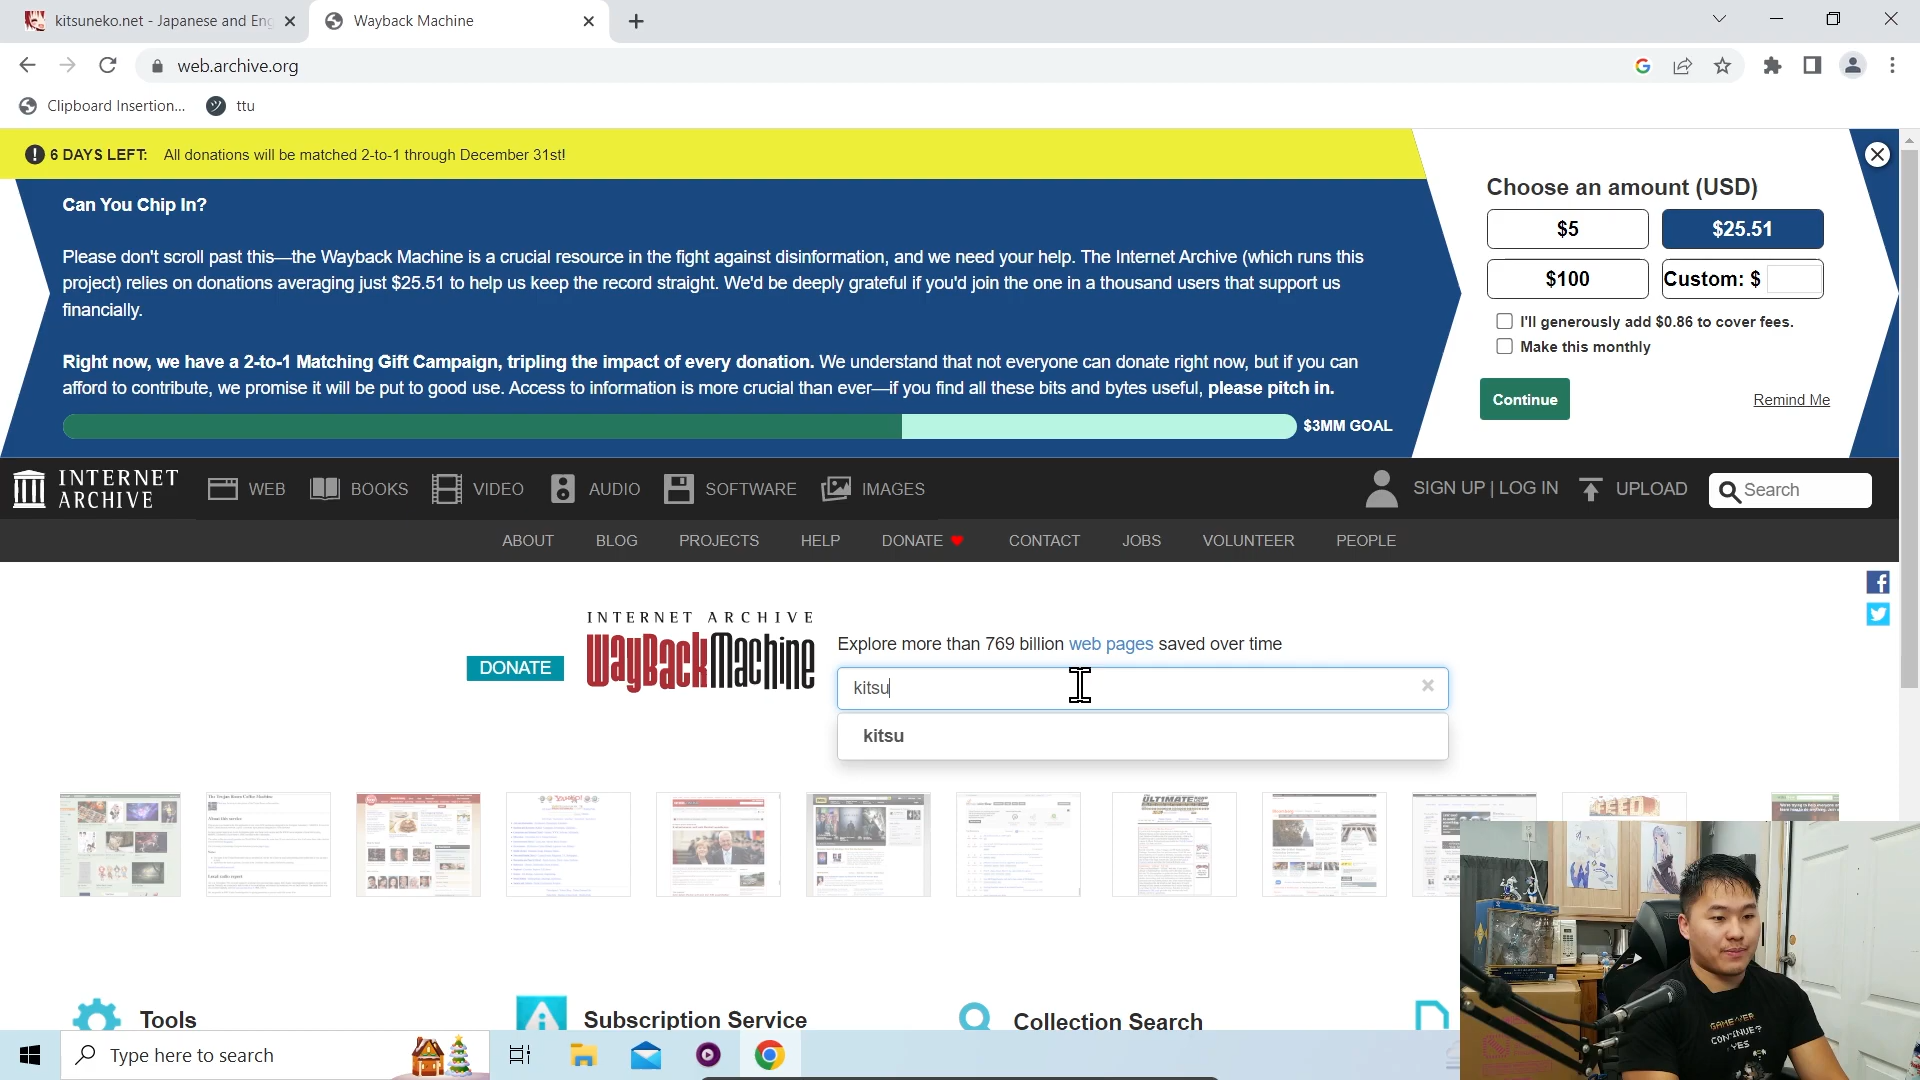 kitsuneko.net - Japanese and Eng
Wayback Machine
web.archive.org
Clipboard Insertion...
ttu
6 DAYS LEFT: All donations will be matched 2-to-1 through December 31st!
Can You Chip In?
Please don't scroll past this—the Wayback Machine is a crucial resource in the fight against disinformation, and we need your help. The Internet Archive (which runs this
project) relies on donations averaging just $25.51 to help us keep the record straight. We'd be deeply grateful if you'd join the one in a thousand users that support us
financially.
Right now, we have a 2-to-1 Matching Gift Campaign, tripling the impact of every donation. We understand that not everyone can donate right now, but if you can
afford to contribute, we promise it will be put to good use. Access to information is more crucial than ever—if you find all these bits and bytes useful, please pitch in.
$3MM GOAL
Choose an amount (USD)
$5
$25.51
$100
Custom: $
I'll generously add $0.86 to cover fees.
Make this monthly
Continue
Remind Me
INTERNET
ARCHIVE
WEB
BOOKS
VIDEO
AUDIO
SOFTWARE
IMAGES
SIGN UP | LOG IN
UPLOAD
Search
ABOUT
BLOG
PROJECTS
HELP
DONATE
CONTACT
JOBS
VOLUNTEER
PEOPLE
DONATE
INTERNET ARCHIVE
WayBackMachine
Explore more than 769 billion web pages saved over time
kitsu
kitsu
Tools
Subscription Service
Collection Search
GAME OVER
CONTINUE?
YES
Type here to search